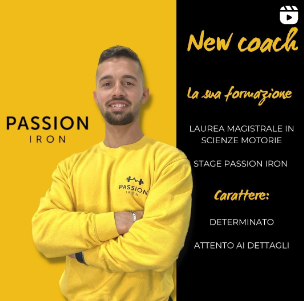 New coach
La sua formazione
PASSION
IRON
LAUREA MAGISTRALE IN
SCIENZE MOTORIE
STAGE PASSION IRON
PASSION
IRON
Carattere:
DETERMINATO
ATTENTO AI DETTAGLI